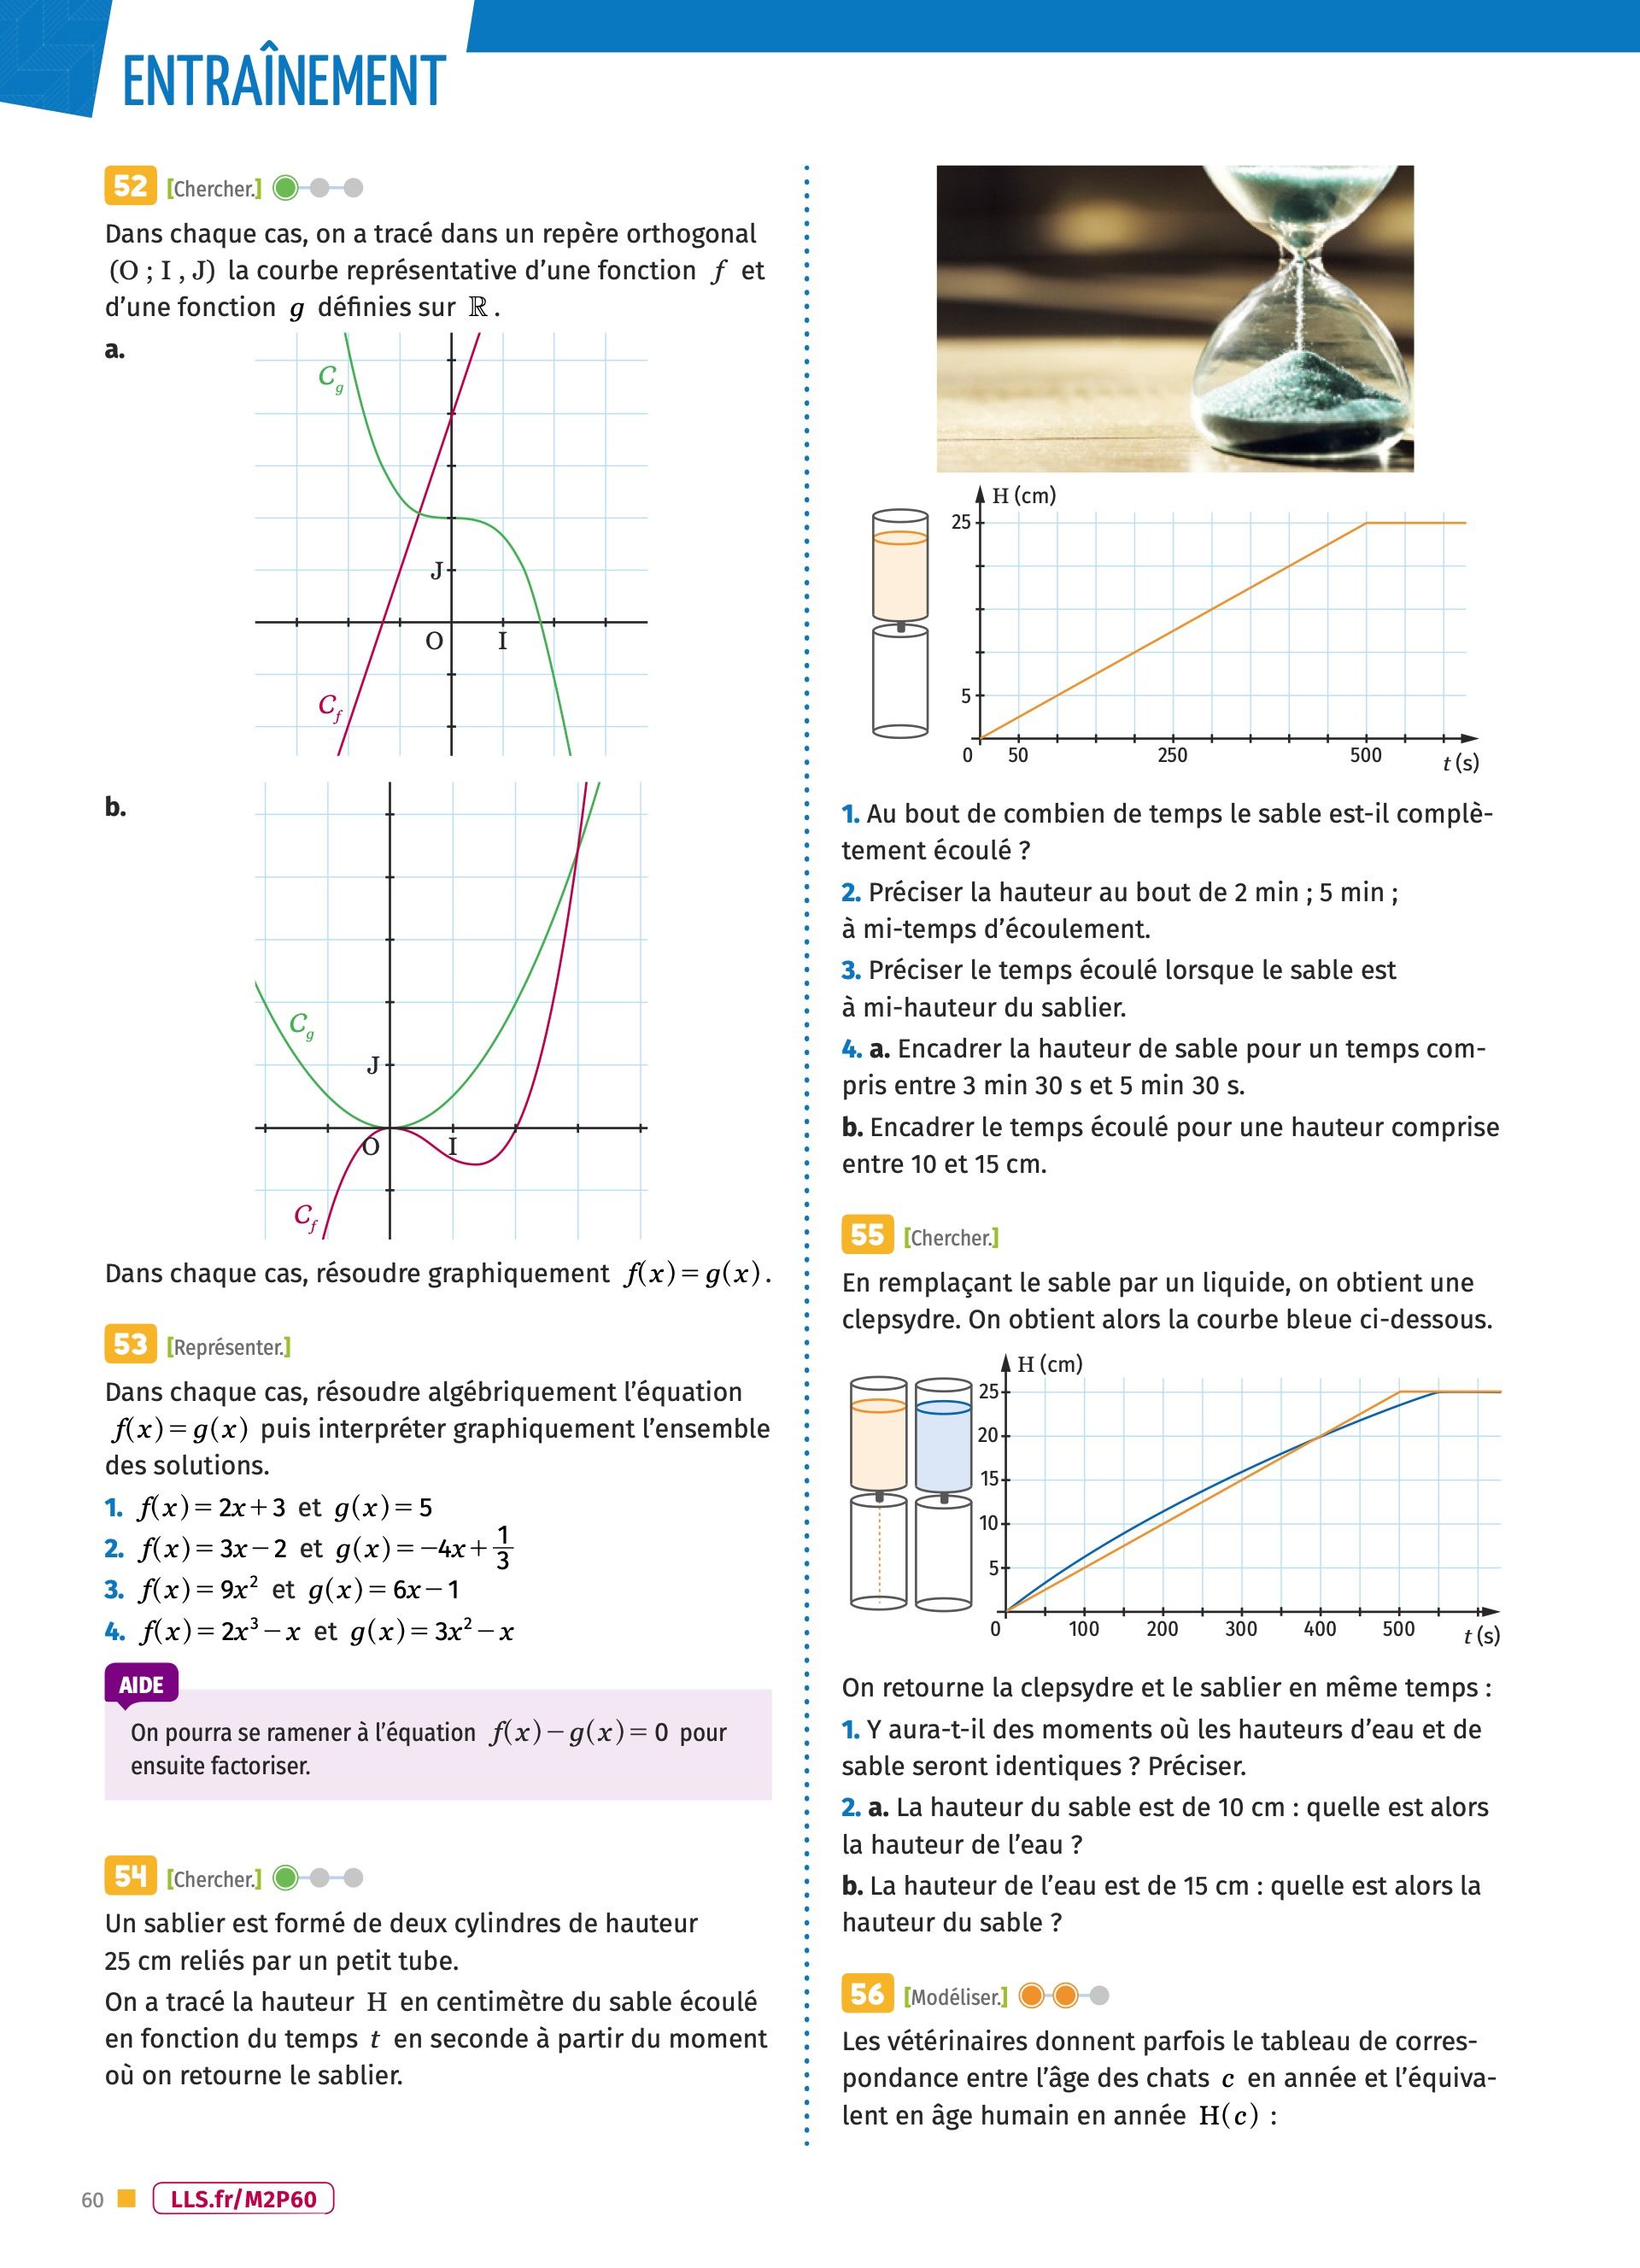 ENTRAÎNEMENT
52 [Chercher.]
Dans chaque cas, on a tracé dans un repère orthogonal
(O ; I , J) la courbe représentative d’une fonction f et
d’une fonction g définies sur ℝ .
a.
C_g
J
O
I
C_f
b.
C_g
J
O
I
C_f
Dans chaque cas, résoudre graphiquement f(x) = g(x) .
53 [Représenter.]
Dans chaque cas, résoudre algébriquement l’équation
f(x) = g(x) puis interpréter graphiquement l’ensemble
des solutions.
1. f(x) = 2x + 3 et g(x) = 5
2. f(x) = 3x − 2 et g(x) = −4x + 1/3
3. f(x) = 9x² et g(x) = 6x − 1
4. f(x) = 2x³ − x et g(x) = 3x² − x
AIDE
On pourra se ramener à l’équation f(x) − g(x) = 0 pour
ensuite factoriser.
54 [Chercher.]
Un sablier est formé de deux cylindres de hauteur
25 cm reliés par un petit tube.
On a tracé la hauteur H en centimètre du sable écoulé
en fonction du temps t en seconde à partir du moment
où on retourne le sablier.
H (cm)
25
5
0 50 250 500
t (s)
1. Au bout de combien de temps le sable est-il complè-
tement écoulé ?
2. Préciser la hauteur au bout de 2 min ; 5 min ;
à mi-temps d’écoulement.
3. Préciser le temps écoulé lorsque le sable est
à mi-hauteur du sablier.
4. a. Encadrer la hauteur de sable pour un temps com-
pris entre 3 min 30 s et 5 min 30 s.
b. Encadrer le temps écoulé pour une hauteur comprise
entre 10 et 15 cm.
55 [Chercher.]
En remplaçant le sable par un liquide, on obtient une
clepsydre. On obtient alors la courbe bleue ci-dessous.
H (cm)
25
20
15
10
5
0 100 200 300 400 500
t (s)
On retourne la clepsydre et le sablier en même temps :
1. Y aura-t-il des moments où les hauteurs d’eau et de
sable seront identiques ? Préciser.
2. a. La hauteur du sable est de 10 cm : quelle est alors
la hauteur de l’eau ?
b. La hauteur de l’eau est de 15 cm : quelle est alors la
hauteur du sable ?
56 [Modéliser.]
Les vétérinaires donnent parfois le tableau de corres-
pondance entre l’âge des chats c en année et l’équiva-
lent en âge humain en année H(c) :
60
LLS.fr/M2P60